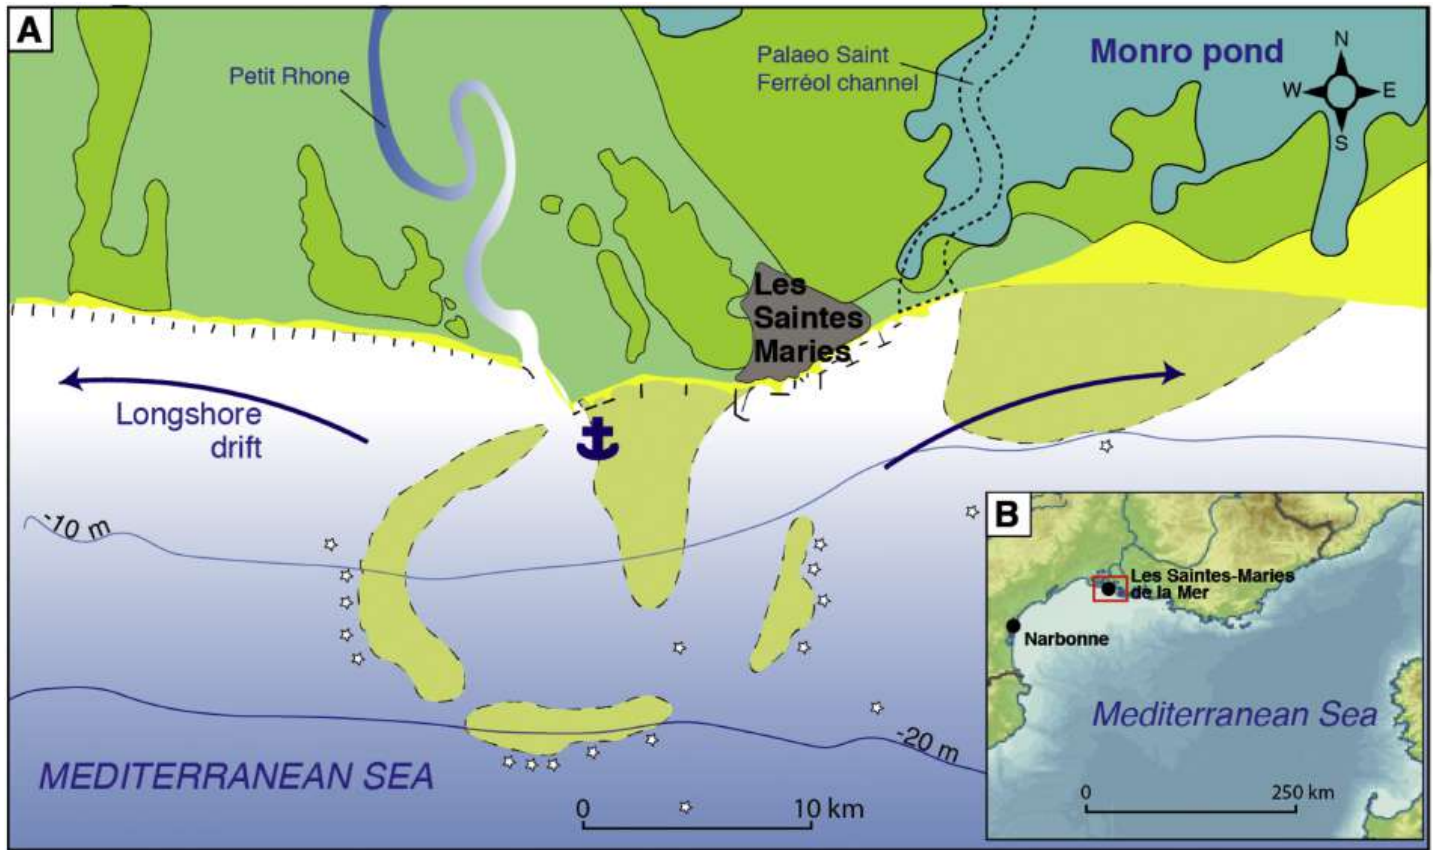 A
Petit Rhone
Palaeo Saint
Ferréol channel
Monro pond
N
W
E
S
Les
Saintes
Maries
Longshore
drift
-10 m
-20 m
MEDITERRANEAN SEA
0
10 km
B
Les Saintes-Maries
de la Mer
Narbonne
Mediterranean Sea
0
250 km